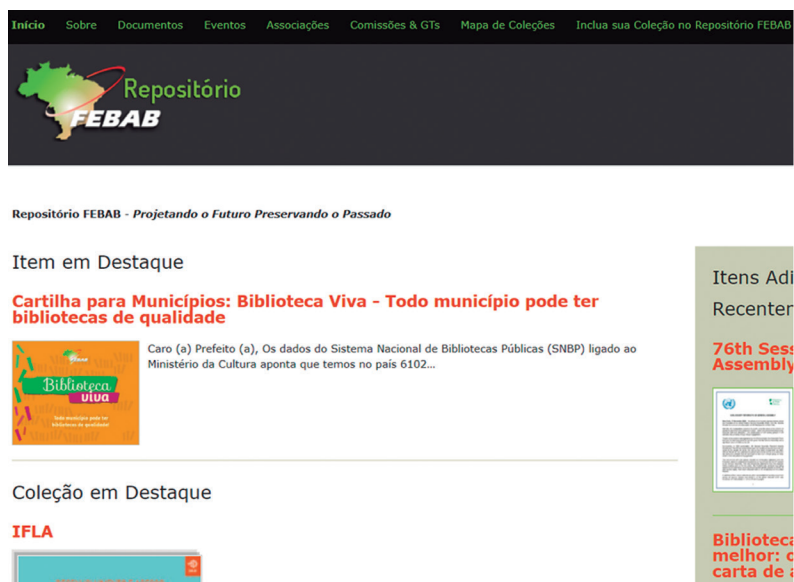 Início Sobre Documentos Eventos Associações Comissões & GTs Mapa de Coleções Inclua sua Coleção no Repositório FEBAB
Repositório
FEBAB
Repositório FEBAB - Projetando o Futuro Preservando o Passado
Item em Destaque
Cartilha para Municípios: Biblioteca Viva - Todo município pode ter
bibliotecas de qualidade
Caro (a) Prefeito (a), Os dados do Sistema Nacional de Bibliotecas Públicas (SNBP) ligado ao
Ministério da Cultura aponta que temos no país 6102...
Biblioteca
viva
Todo município pode ter
bibliotecas de qualidade!
Coleção em Destaque
IFLA
Itens Adi
Recenter
76th Sess
Assembly
Biblioteca
melhor: c
carta de a